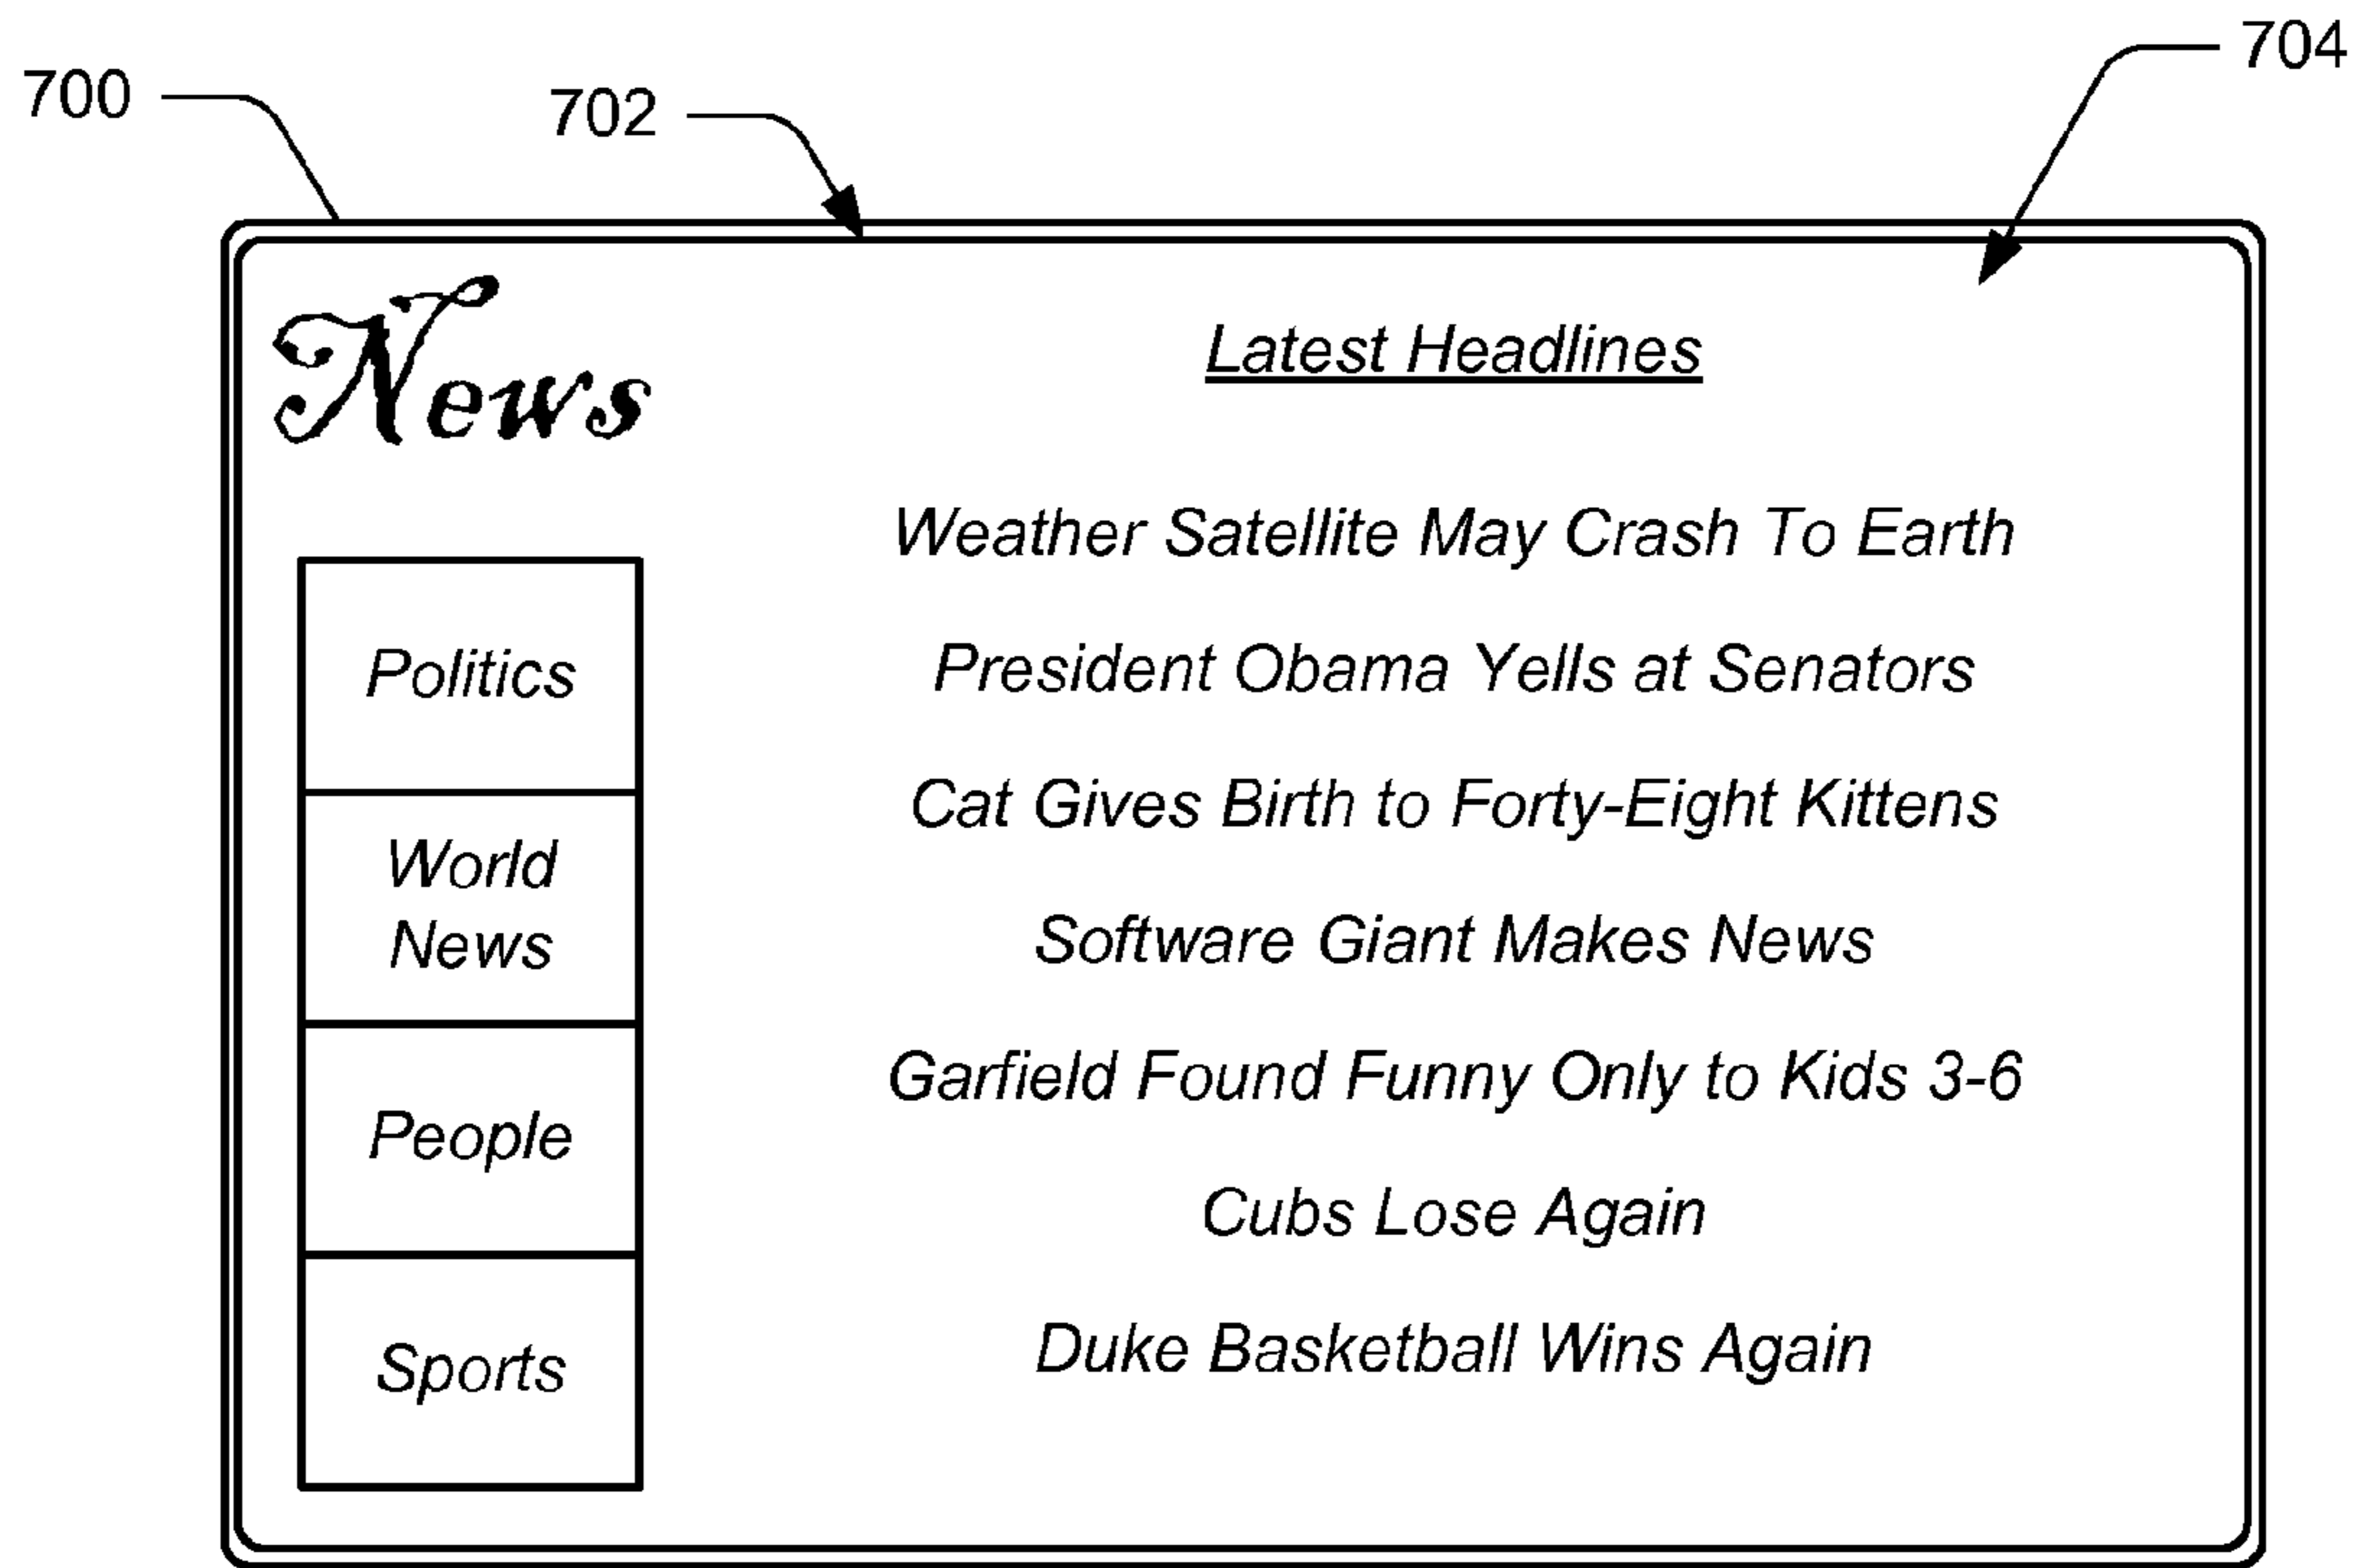 700
702
704
News
Latest Headlines
Weather Satellite May Crash To Earth
President Obama Yells at Senators
Cat Gives Birth to Forty-Eight Kittens
Software Giant Makes News
Garfield Found Funny Only to Kids 3-6
Cubs Lose Again
Duke Basketball Wins Again
Politics
World
News
People
Sports